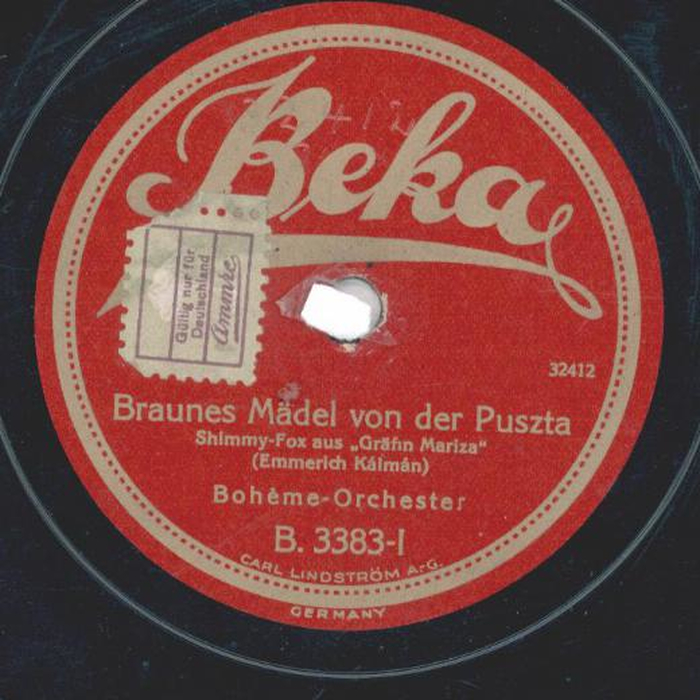 Beka
Gültig nur für
Deutschland
Ammre
32412
Braunes Mädel von der Puszta
Shimmy-Fox aus „Gräfin Mariza“
(Emmerich Kálmán)
Bohème-Orchester
B. 3383-I
CARL LINDSTRÖM A.-G.
GERMANY